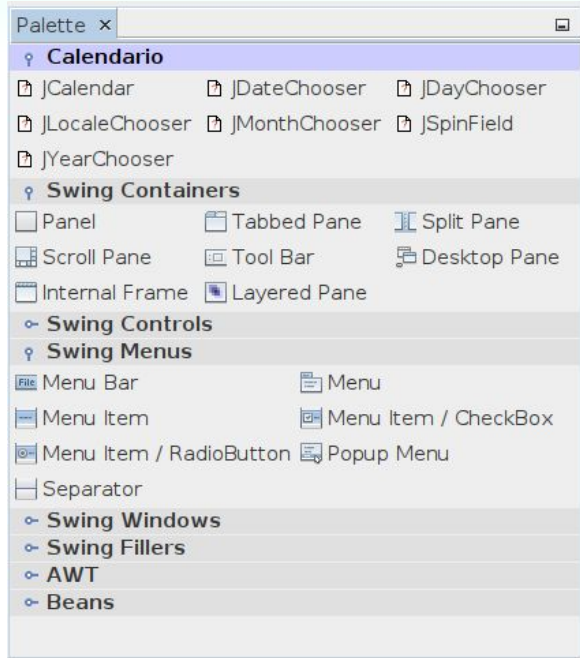 Palette ×
Calendario
JCalendar JDateChooser JDayChooser
JLocaleChooser JMonthChooser JSpinField
JYearChooser
Swing Containers
Panel Tabbed Pane Split Pane
Scroll Pane Tool Bar Desktop Pane
Internal Frame Layered Pane
Swing Controls
Swing Menus
File Menu Bar Menu
Menu Item Menu Item / CheckBox
Menu Item / RadioButton Popup Menu
Separator
Swing Windows
Swing Fillers
AWT
Beans